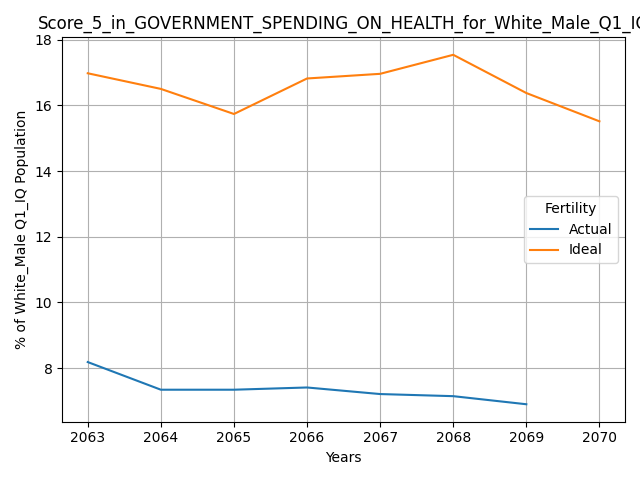 Score_5_in_GOVERNMENT_SPENDING_ON_HEALTH_for_White_Male_Q1_IQ
18
16
14
12
10
8
% of White_Male Q1_IQ Population
Fertility
Actual
Ideal
2063 2064 2065 2066 2067 2068 2069 2070
Years